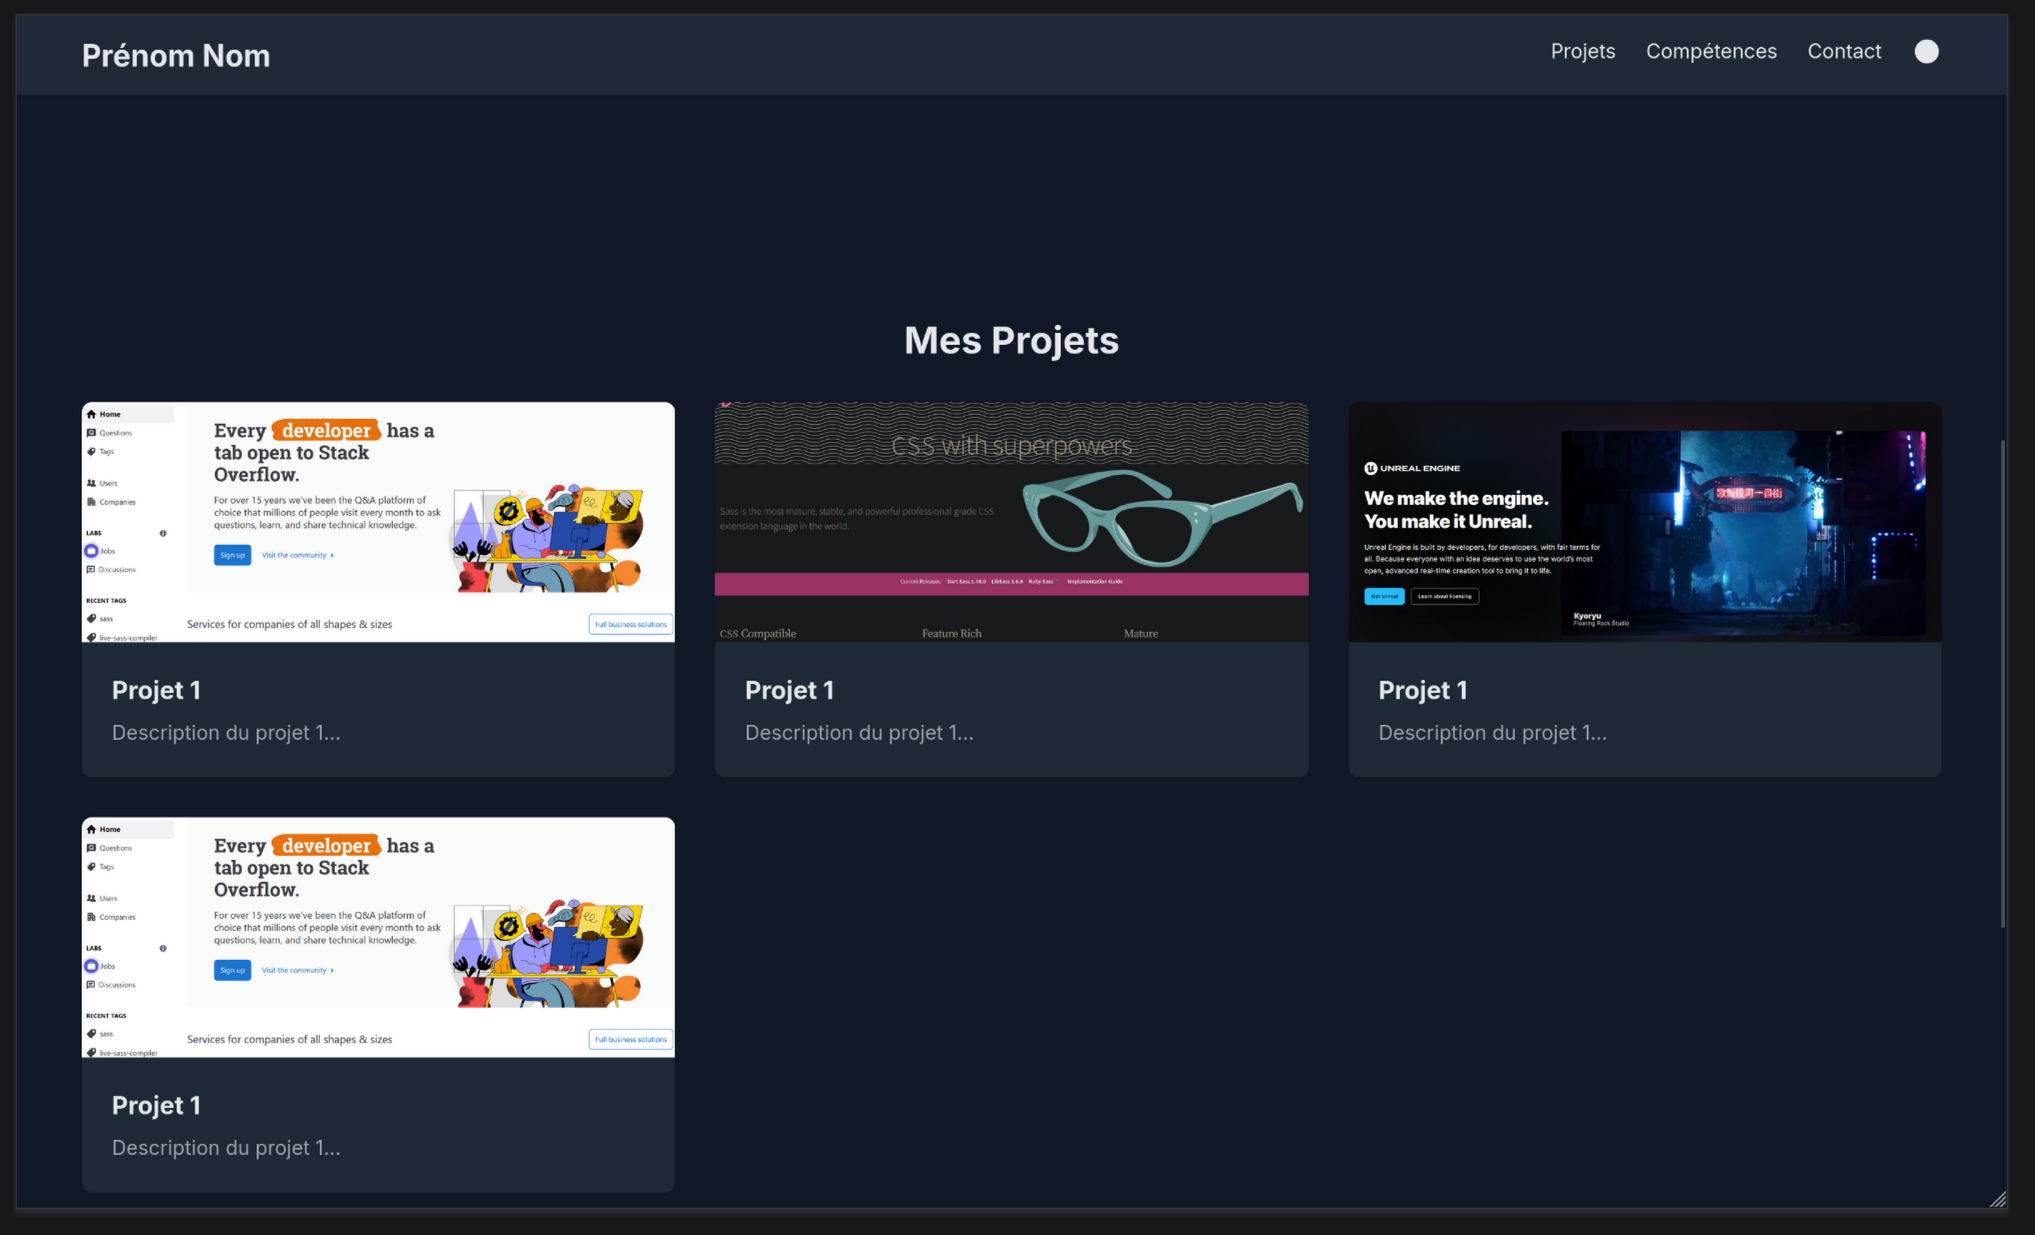 Prénom Nom
Projets
Compétences
Contact
Mes Projets
Home
Questions
Tags
Users
Companies
LABS
Jobs
Discussions
RECENT TAGS
sass
live-sass-compiler
Every developer has a
tab open to Stack
Overflow.
For over 15 years we've been the Q&A platform of
choice that millions of people visit every month to ask
questions, learn, and share technical knowledge.
Sign up
Visit the community
Services for companies of all shapes & sizes
Full business solutions
Projet 1
Description du projet 1...
CSS with superpowers
Sass is the most mature, stable, and powerful professional grade CSS
extension language in the world.
Current Releases: Dart Sass 1.78.0 LibSass 3.6.6 Ruby Sass Implementation Guide
CSS Compatible
Feature Rich
Mature
Projet 1
Description du projet 1...
UNREAL ENGINE
We make the engine.
You make it Unreal.
Unreal Engine is built by developers, for developers, with fair terms for
all. Because everyone with an idea deserves to use the world's most
open, advanced real-time creation tool to bring it to life.
Get Unreal
Learn about licensing
Kyoryu
Floating Rock Studio
Projet 1
Description du projet 1...
Home
Questions
Tags
Users
Companies
LABS
Jobs
Discussions
RECENT TAGS
sass
live-sass-compiler
Every developer has a
tab open to Stack
Overflow.
For over 15 years we've been the Q&A platform of
choice that millions of people visit every month to ask
questions, learn, and share technical knowledge.
Sign up
Visit the community
Services for companies of all shapes & sizes
Full business solutions
Projet 1
Description du projet 1...